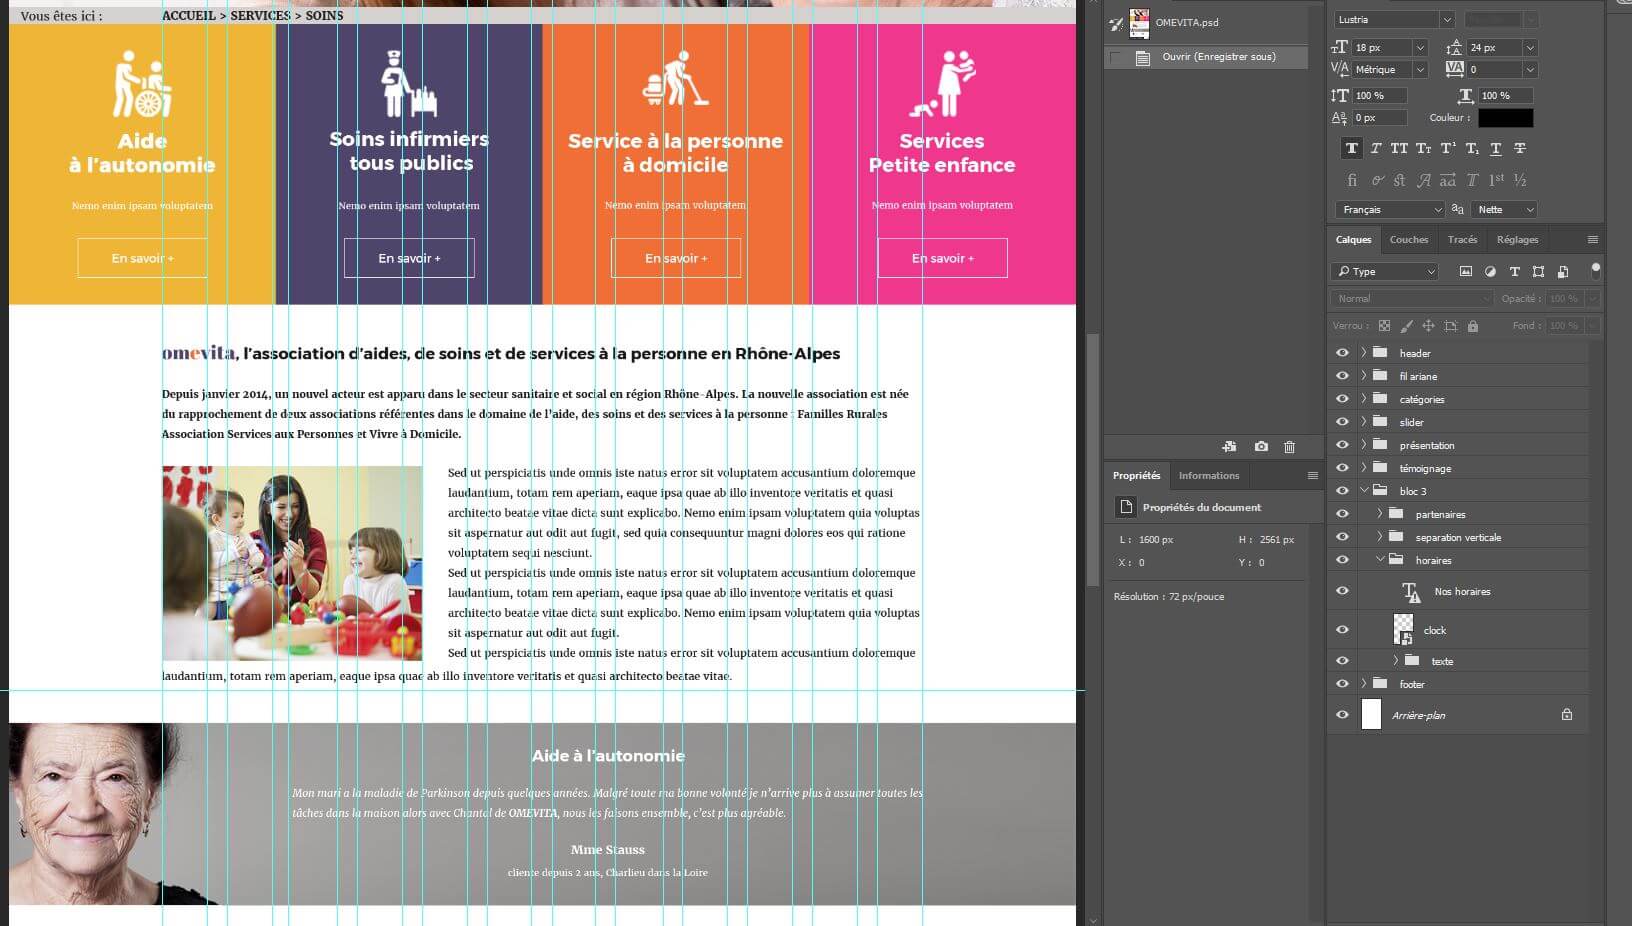 Vous êtes ici :
ACCUEIL > SERVICES > SOINS
Aide
à l'autonomie
Nemo enim ipsam voluptatem
En savoir +
Soins infirmiers
tous publics
Nemo enim ipsam voluptatem
En savoir +
Service à la personne
à domicile
Nemo enim ipsam voluptatem
En savoir +
Services
Petite enfance
Nemo enim ipsam voluptatem
En savoir +
omevita, l'association d'aides, de soins et de services à la personne en Rhône-Alpes
Depuis janvier 2014, un nouvel acteur est apparu dans le secteur sanitaire et social en région Rhône-Alpes. La nouvelle association est née
du rapprochement de deux associations référentes dans le domaine de l'aide, des soins et des services à la personne : Familles Rurales
Association Services aux Personnes et Vivre à Domicile.
Sed ut perspiciatis unde omnis iste natus error sit voluptatem accusantium doloremque
laudantium, totam rem aperiam, eaque ipsa quae ab illo inventore veritatis et quasi
architecto beatae vitae dicta sunt explicabo. Nemo enim ipsam voluptatem quia voluptas
sit aspernatur aut odit aut fugit, sed quia consequuntur magni dolores eos qui ratione
voluptatem sequi nesciunt.
Sed ut perspiciatis unde omnis iste natus error sit voluptatem accusantium doloremque
laudantium, totam rem aperiam, eaque ipsa quae ab illo inventore veritatis et quasi
architecto beatae vitae dicta sunt explicabo. Nemo enim ipsam voluptatem quia voluptas
sit aspernatur aut odit aut fugit.
Sed ut perspiciatis unde omnis iste natus error sit voluptatem accusantium doloremque
laudantium, totam rem aperiam, eaque ipsa quae ab illo inventore veritatis et quasi architecto beatae vitae.
Aide à l'autonomie
Mon mari a la maladie de Parkinson depuis quelques années. Malgré toute ma bonne volonté je n'arrive plus à assumer toutes les
tâches dans la maison alors avec Chantal de OMEVITA, nous les faisons ensemble, c'est plus agréable.
Mme Stauss
cliente depuis 2 ans, Charlieu dans la Loire
OMEVITA.psd
Ouvrir (Enregistrer sous)
Propriétés
Informations
Propriétés du document
L : 1600 px
H : 2561 px
X : 0
Y : 0
Résolution : 72 px/pouce
Lustria
18 px
24 px
Métrique
0
100 %
100 %
0 px
Couleur :
Français
Nette
Calques
Couches
Tracés
Réglages
Type
Normal
Opacité : 100 %
Verrou :
Fond : 100 %
header
fil ariane
catégories
slider
présentation
témoignage
bloc 3
partenaires
separation verticale
horaires
Nos horaires
clock
texte
footer
Arrière-plan